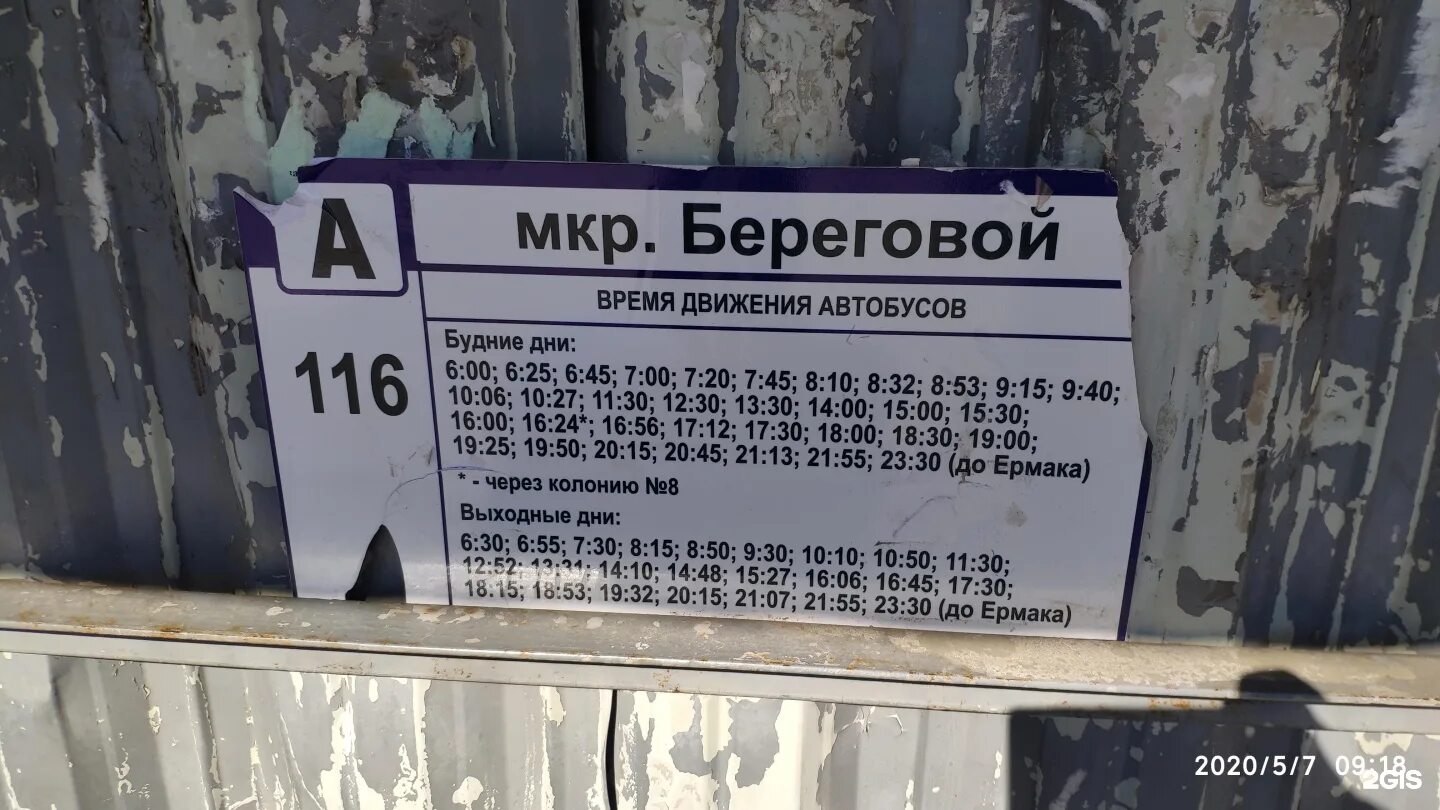 А
мкр. Береговой
ВРЕМЯ ДВИЖЕНИЯ АВТОБУСОВ
116
Будние дни:
6:00; 6:25; 6:45; 7:00; 7:20; 7:45; 8:10; 8:32; 8:53; 9:15; 9:40;
10:06; 10:27; 11:30; 12:30; 13:30; 14:00; 15:00; 15:30;
16:00; 16:24*; 16:56; 17:12; 17:30; 18:00; 18:30; 19:00;
19:25; 19:50; 20:15; 20:45; 21:13; 21:55; 23:30 (до Ермака)
* - через колонию №8
Выходные дни:
6:30; 6:55; 7:30; 8:15; 8:50; 9:30; 10:10; 10:50; 11:30;
12:52; 13:31; 14:10; 14:48; 15:27; 16:06; 16:45; 17:30;
18:15; 18:53; 19:32; 20:15; 21:07; 21:55; 23:30 (до Ермака)
2020/5/7 09:18
2GIS